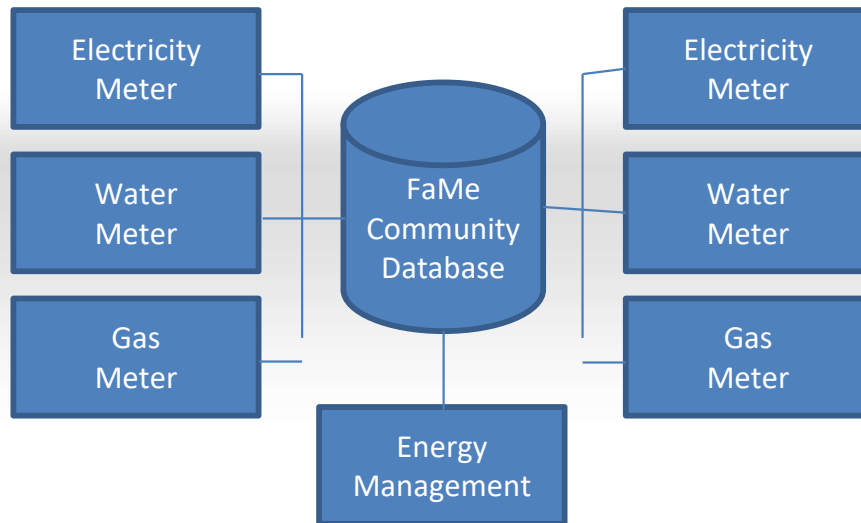 Electricity
Meter
Water
Meter
Gas
Meter
FaMe
Community
Database
Energy
Management
Electricity
Meter
Water
Meter
Gas
Meter